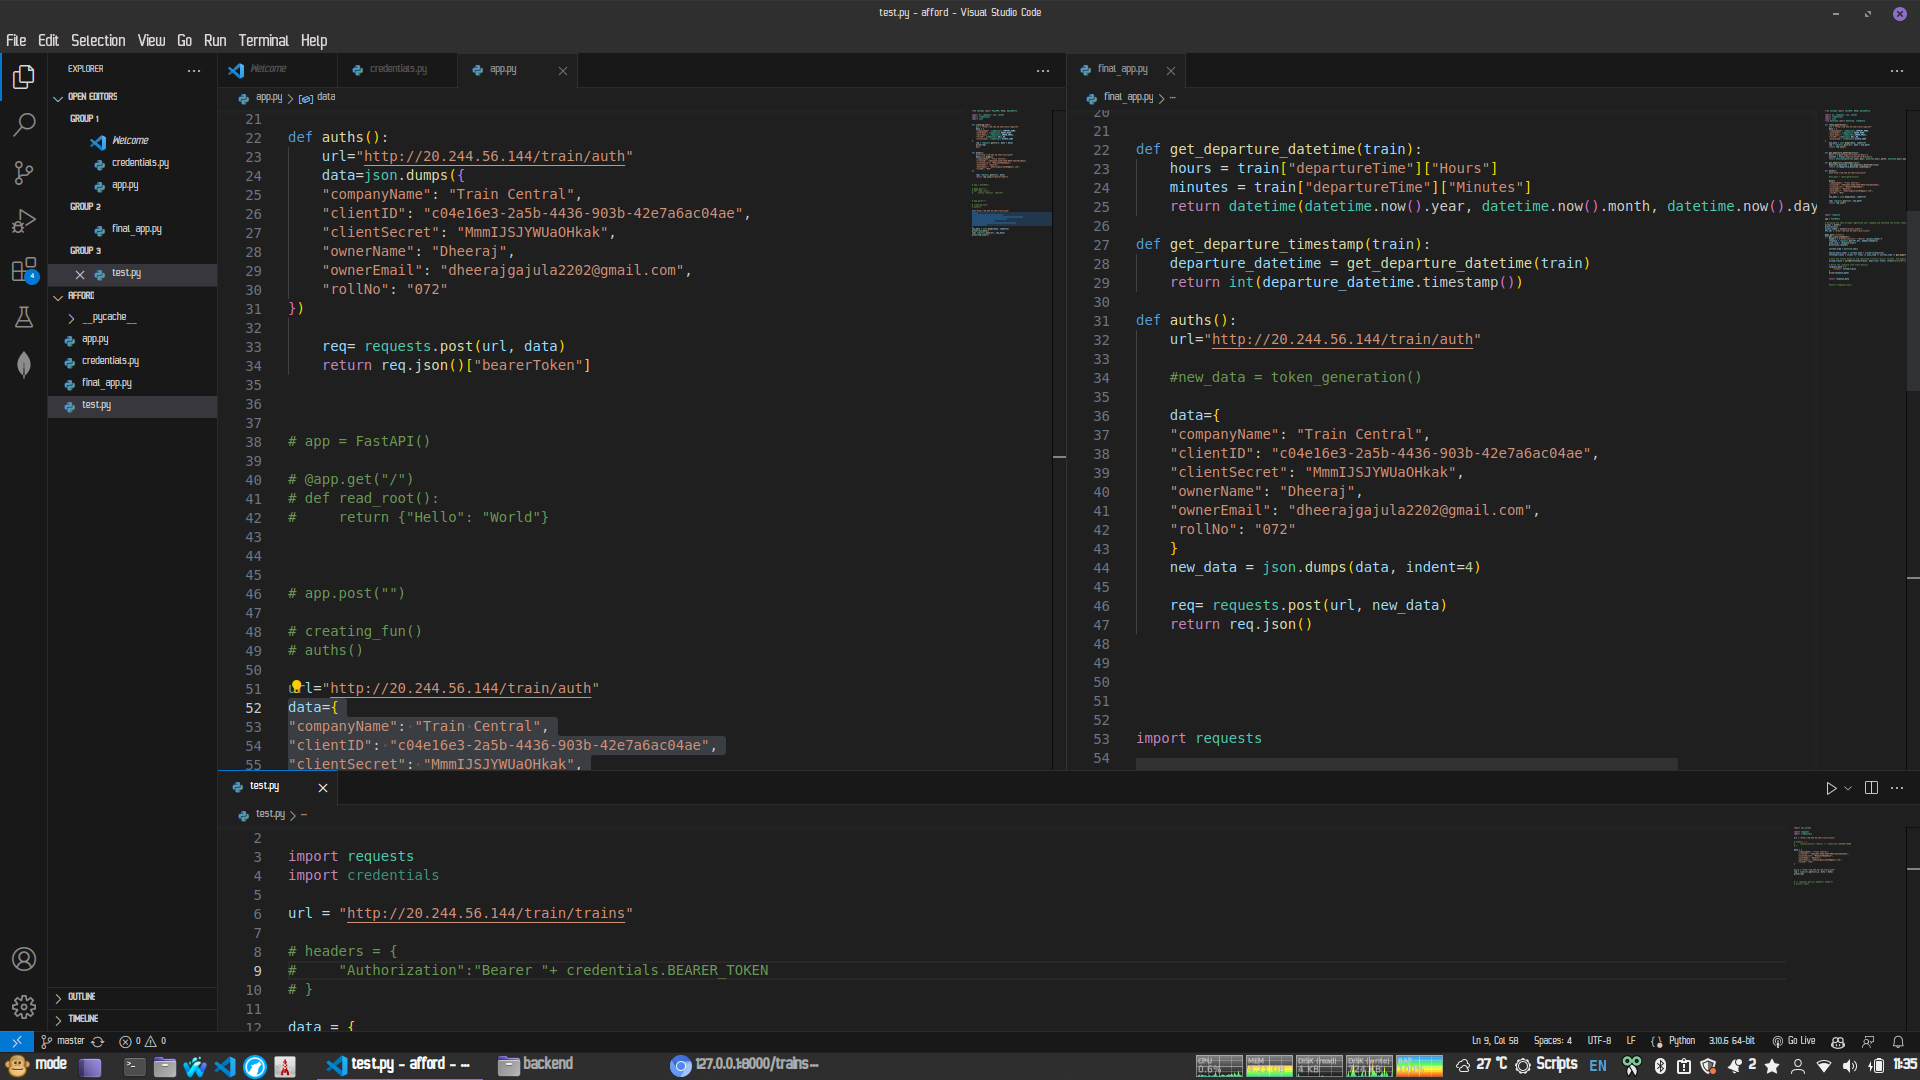 test.py - afford - Visual Studio Code
File Edit Selection View Go Run Terminal Help
EXPLORER
OPEN EDITORS
GROUP 1
Welcome
credentials.py
app.py
GROUP 2
final_app.py
GROUP 3
test.py
AFFORD
__pycache__
app.py
credentials.py
final_app.py
test.py
OUTLINE
TIMELINE
4
Welcome credentials.py app.py
app.py > data
21
22 def auths():
23 url="http://20.244.56.144/train/auth"
24 data=json.dumps({
25 "companyName": "Train Central",
26 "clientID": "c04e16e3-2a5b-4436-903b-42e7a6ac04ae",
27 "clientSecret": "MmmIJSJYWUaOHkak",
28 "ownerName": "Dheeraj",
29 "ownerEmail": "dheerajgajula2202@gmail.com",
30 "rollNo": "072"
31 })
32
33 req= requests.post(url, data)
34 return req.json()["bearerToken"]
35
36
37
38 # app = FastAPI()
39
40 # @app.get("/")
41 # def read_root():
42 #     return {"Hello": "World"}
43
44
45
46 # app.post("")
47
48 # creating_fun()
49 # auths()
50
51 url="http://20.244.56.144/train/auth"
52 data={
53 "companyName": "Train Central",
54 "clientID": "c04e16e3-2a5b-4436-903b-42e7a6ac04ae",
55 "clientSecret": "MmmIJSJYWUaOHkak",
final_app.py
final_app.py > ...
20
21
22 def get_departure_datetime(train):
23 hours = train["departureTime"]["Hours"]
24 minutes = train["departureTime"]["Minutes"]
25 return datetime(datetime.now().year, datetime.now().month, datetime.now().day
26
27 def get_departure_timestamp(train):
28 departure_datetime = get_departure_datetime(train)
29 return int(departure_datetime.timestamp())
30
31 def auths():
32 url="http://20.244.56.144/train/auth"
33
34 #new_data = token_generation()
35
36 data={
37 "companyName": "Train Central",
38 "clientID": "c04e16e3-2a5b-4436-903b-42e7a6ac04ae",
39 "clientSecret": "MmmIJSJYWUaOHkak",
40 "ownerName": "Dheeraj",
41 "ownerEmail": "dheerajgajula2202@gmail.com",
42 "rollNo": "072"
43 }
44 new_data = json.dumps(data, indent=4)
45
46 req= requests.post(url, new_data)
47 return req.json()
48
49
50
51
52
53 import requests
54
test.py
test.py > ...
2
3 import requests
4 import credentials
5
6 url = "http://20.244.56.144/train/trains"
7
8 # headers = {
9 #     "Authorization":"Bearer "+ credentials.BEARER_TOKEN
10 # }
11
12 data = {
master 0 0 Ln 9, Col 58 Spaces: 4 UTF-8 LF Python 3.10.6 64-bit Go Live
mode test.py - afford - ... backend 127.0.0.1:8000/trains... 27 °C Scripts EN 2 11:35